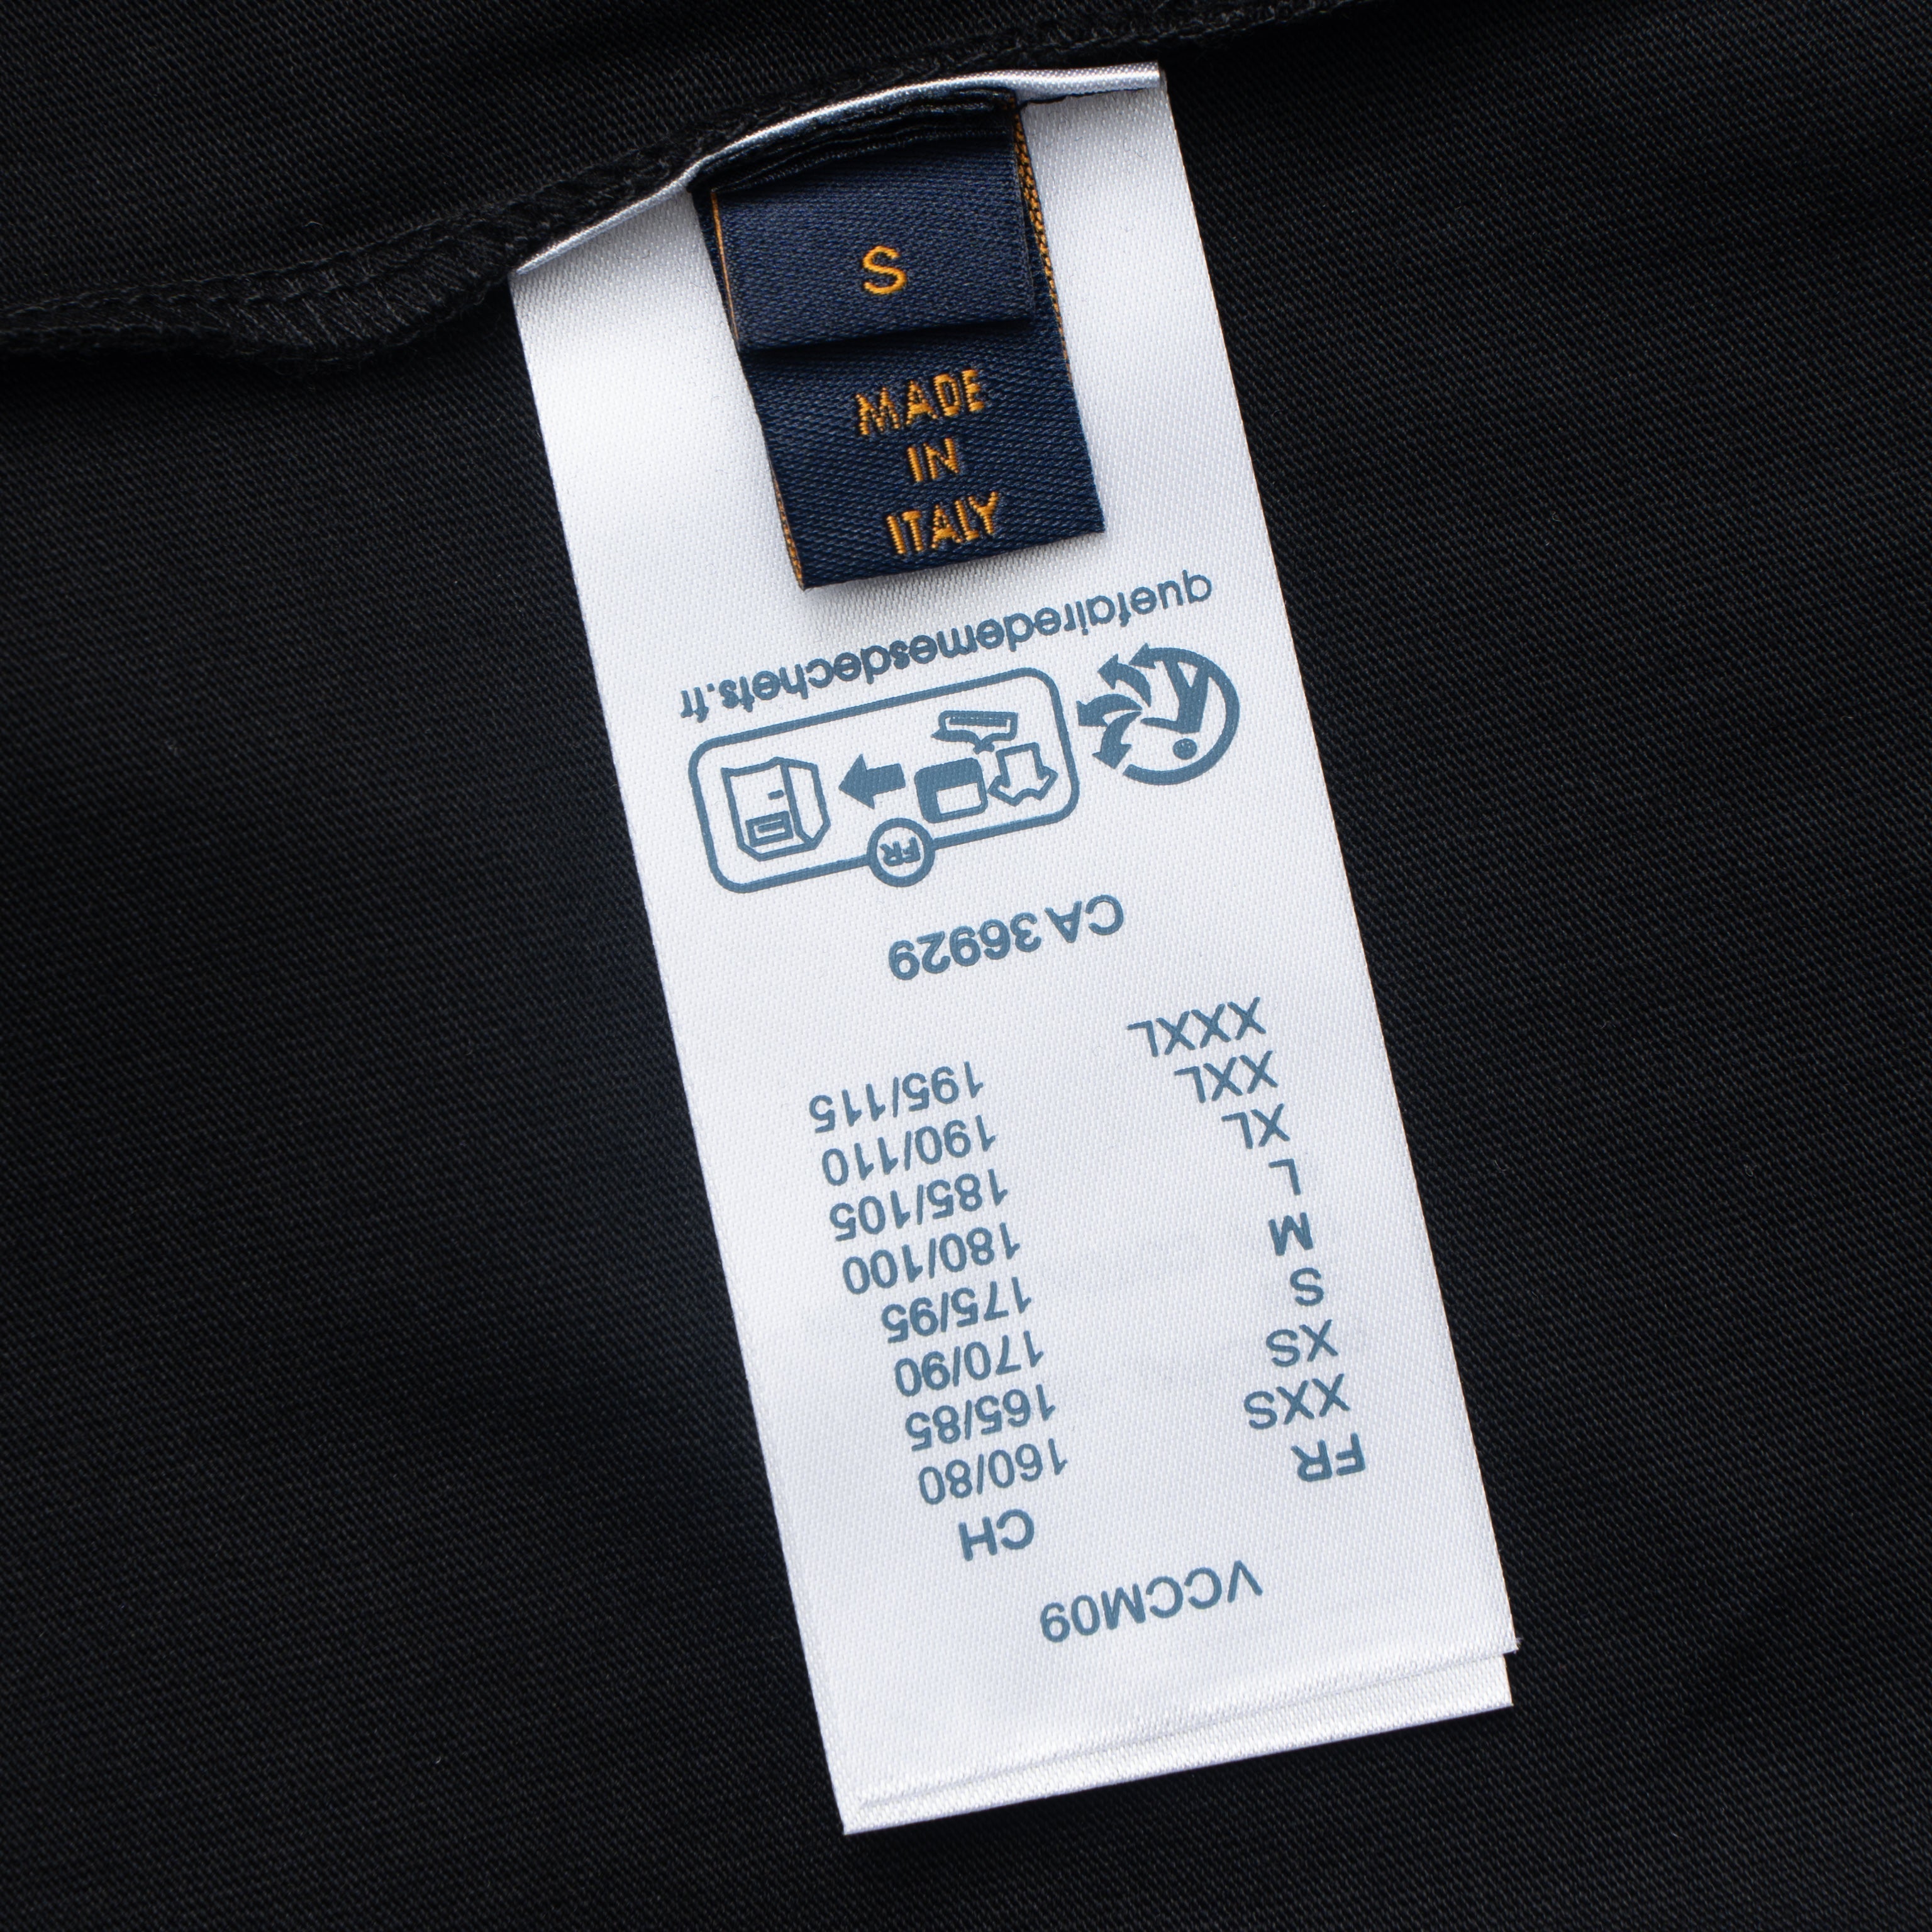 S
MADE
IN
ITALY
VCCM09
FR CH
XXS 160/80
XS 165/85
S 170/90
M 175/95
L 180/100
XL 185/105
XXL 190/110
XXXL 195/115
CA 36929
FR
quefairedemesdechets.fr